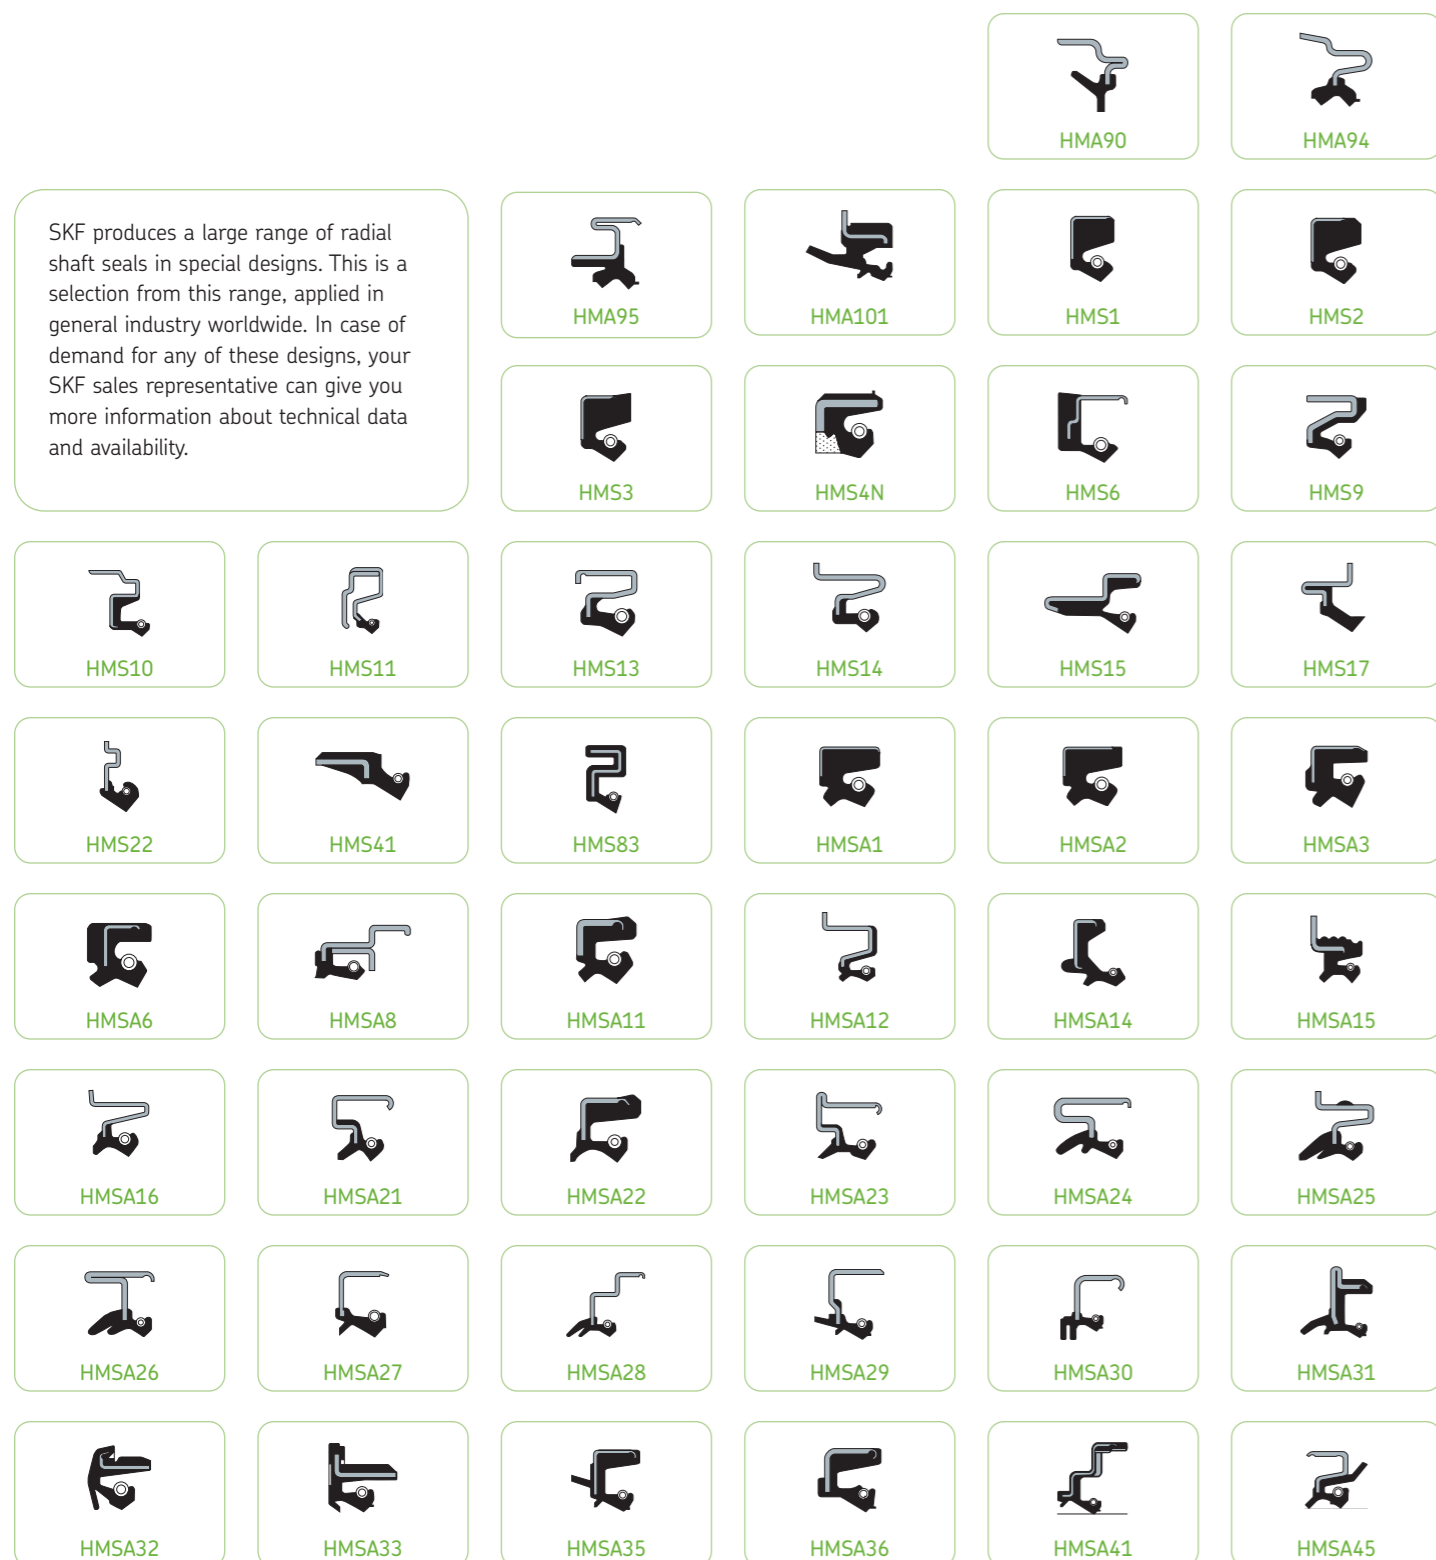 HMA90
HMA94
SKF produces a large range of radial
shaft seals in special designs. This is a
selection from this range, applied in
general industry worldwide. In case of
demand for any of these designs, your
SKF sales representative can give you
more information about technical data
and availability.
HMA95
HMA101
HMS1
HMS2
HMS3
HMS4N
HMS6
HMS9
HMS10
HMS11
HMS13
HMS14
HMS15
HMS17
HMS22
HMS41
HMS83
HMSA1
HMSA2
HMSA3
HMSA6
HMSA8
HMSA11
HMSA12
HMSA14
HMSA15
HMSA16
HMSA21
HMSA22
HMSA23
HMSA24
HMSA25
HMSA26
HMSA27
HMSA28
HMSA29
HMSA30
HMSA31
HMSA32
HMSA33
HMSA35
HMSA36
HMSA41
HMSA45